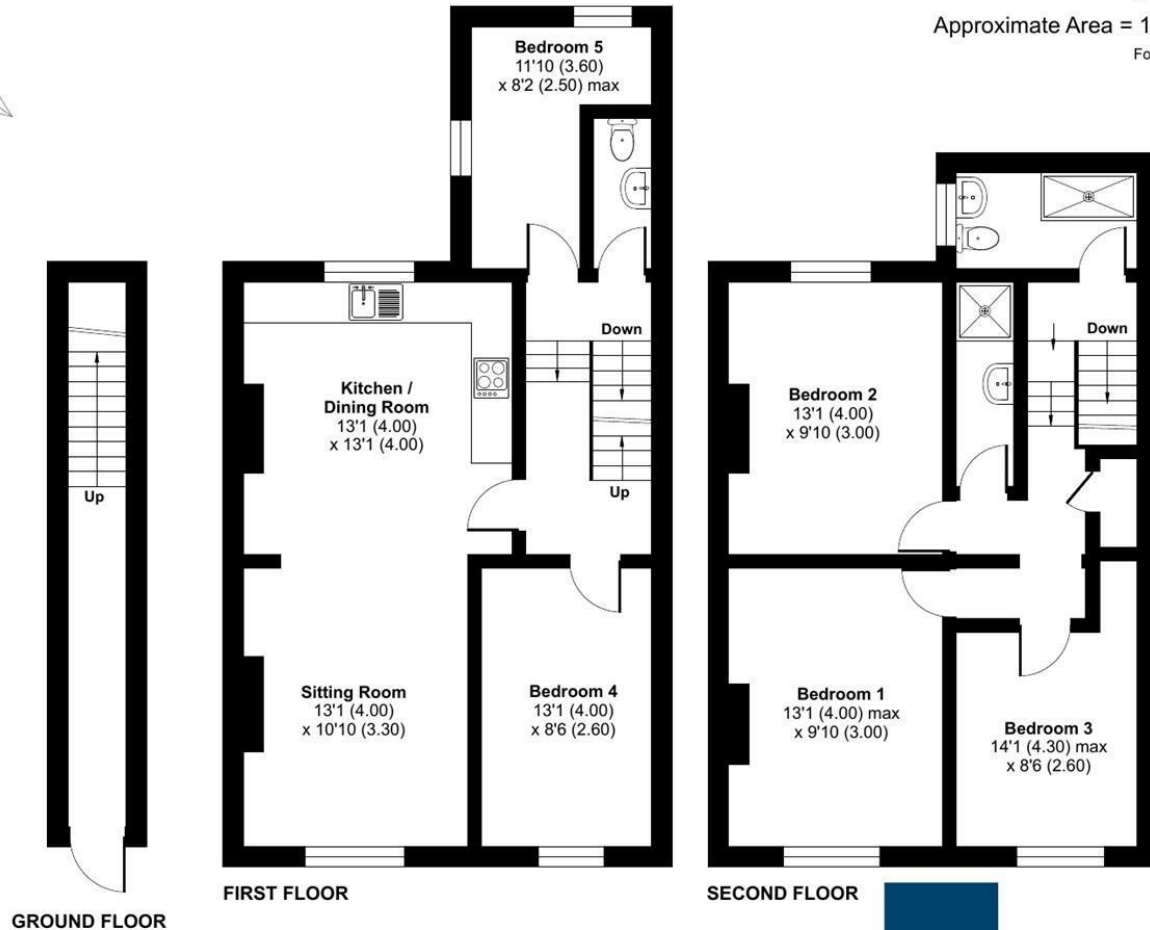 Approximate Area = 1
Fo
Bedroom 5
11'10 (3.60)
x 8'2 (2.50) max
Down
Kitchen /
Dining Room
13'1 (4.00)
x 13'1 (4.00)
Up
Sitting Room
13'1 (4.00)
x 10'10 (3.30)
Bedroom 4
13'1 (4.00)
x 8'6 (2.60)
FIRST FLOOR
Up
GROUND FLOOR
Down
Bedroom 2
13'1 (4.00)
x 9'10 (3.00)
Bedroom 1
13'1 (4.00) max
x 9'10 (3.00)
Bedroom 3
14'1 (4.30) max
x 8'6 (2.60)
SECOND FLOOR